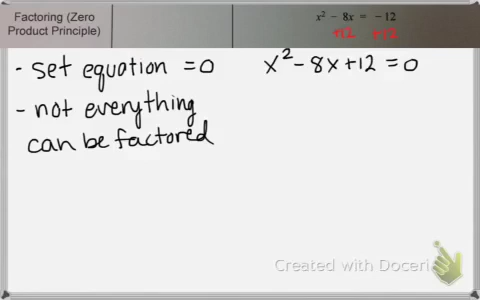 Factoring (Zero
Product Principle)
x² - 8x = -12
+12 +12
- set equation = 0
x² - 8x + 12 = 0
- not everything
can be factored
Created with Doceri